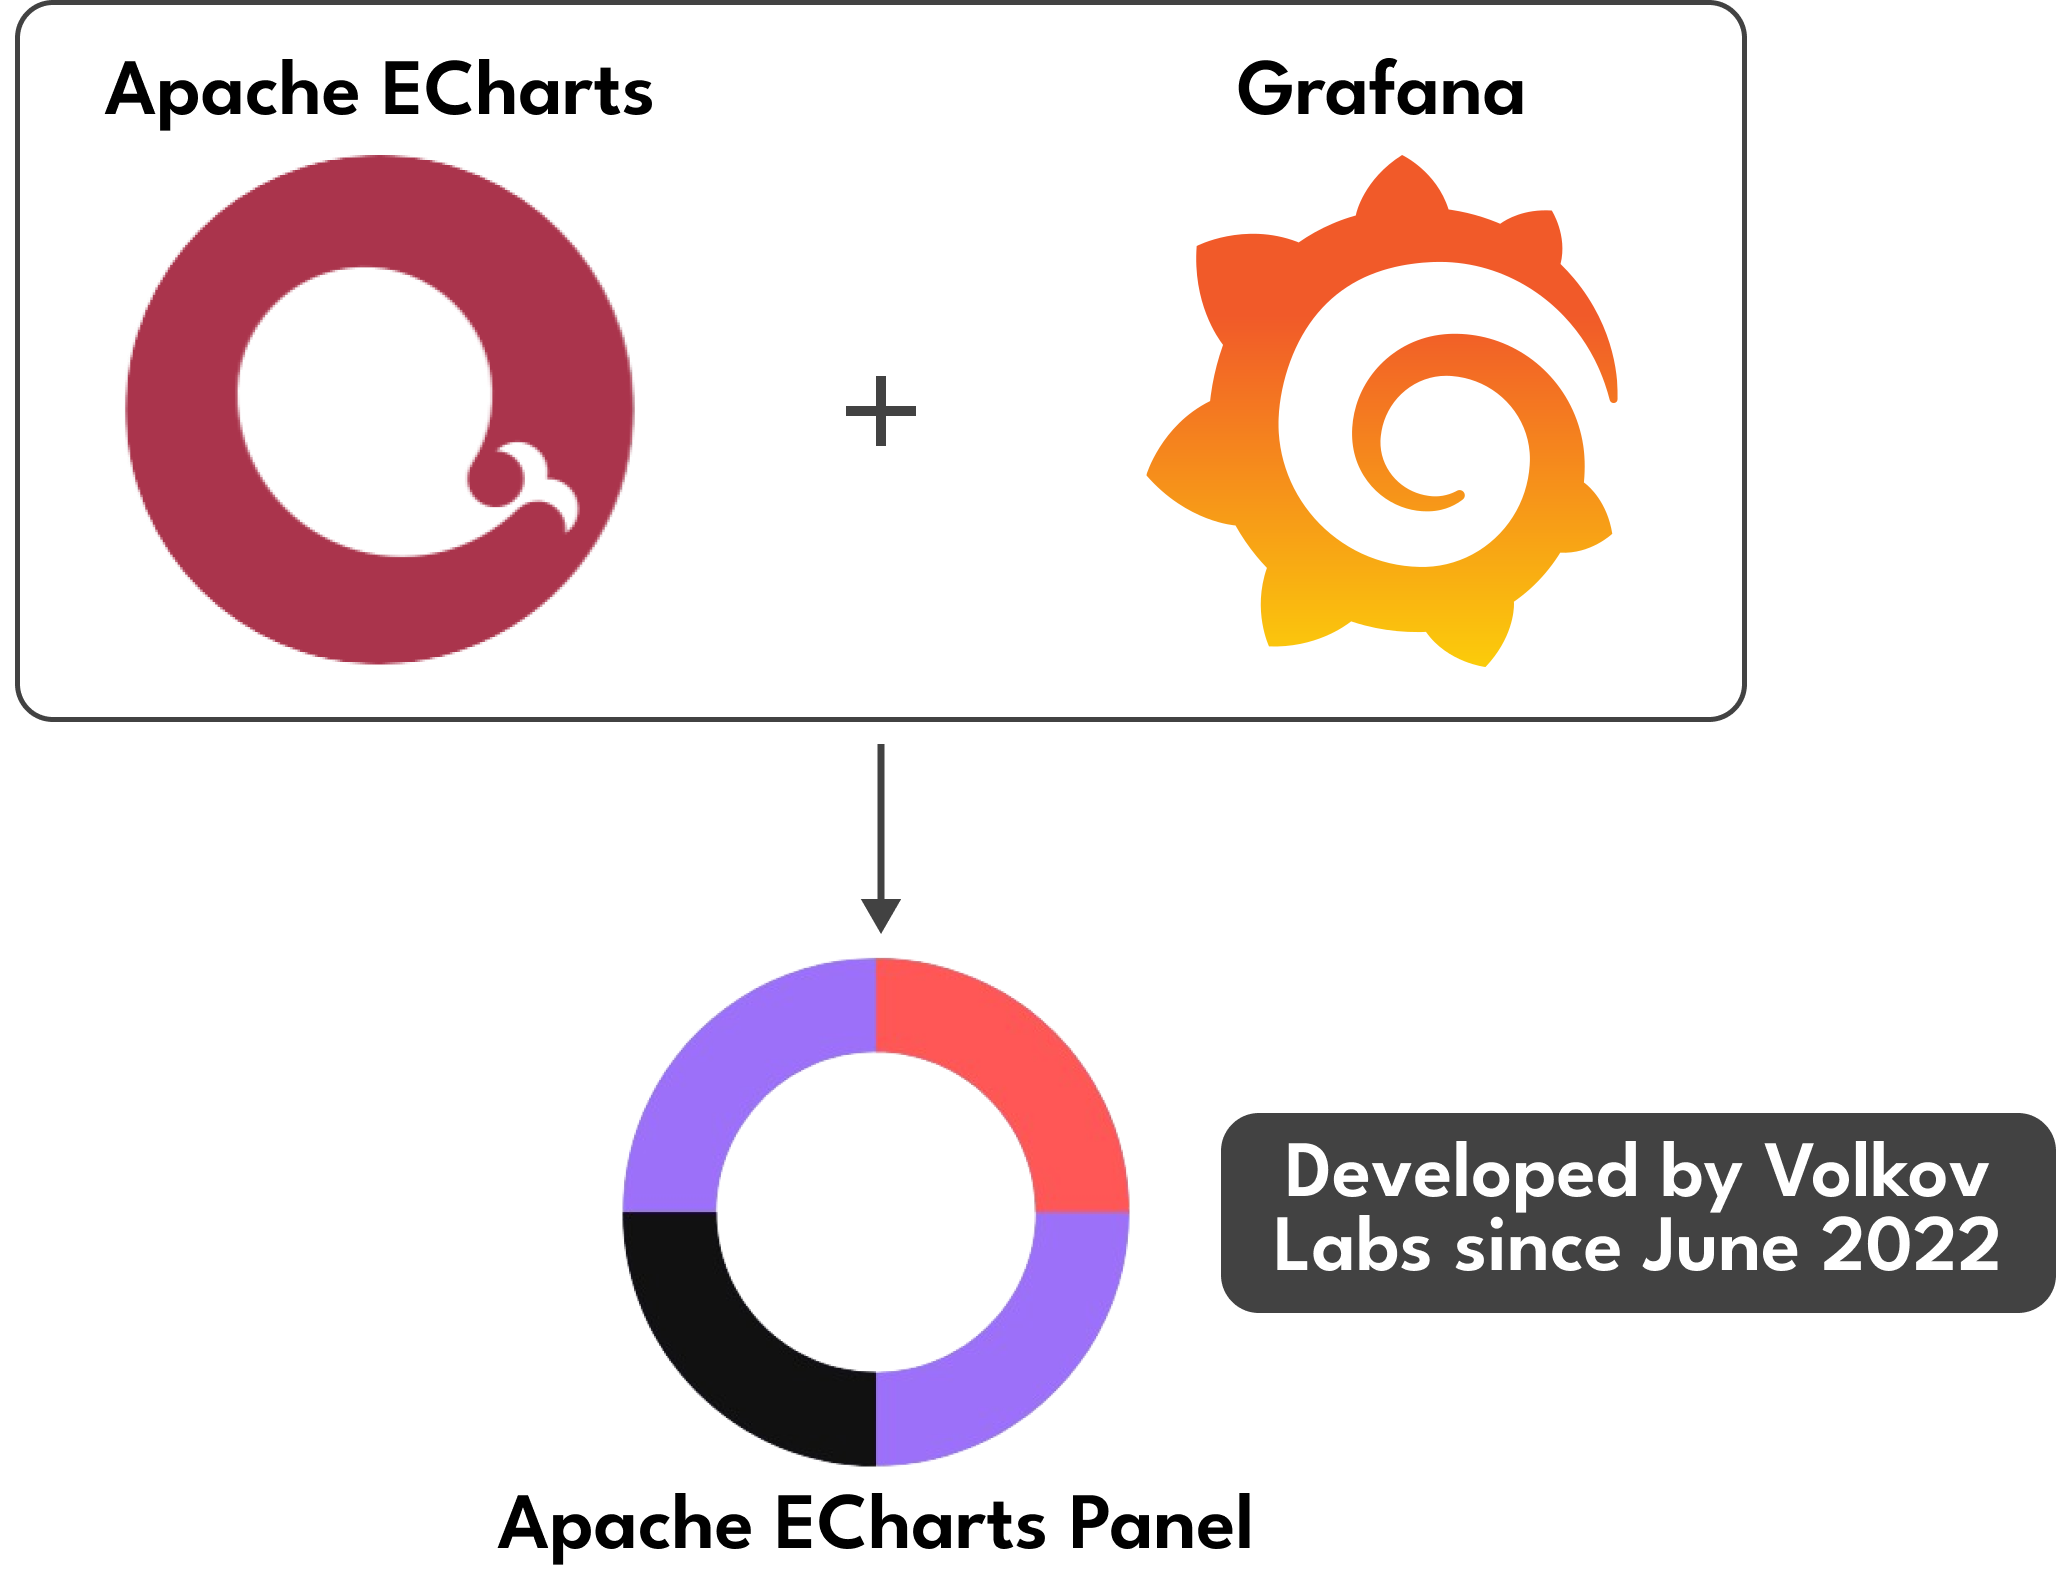 Apache ECharts
Grafana
+
Apache ECharts Panel
Developed by Volkov
Labs since June 2022